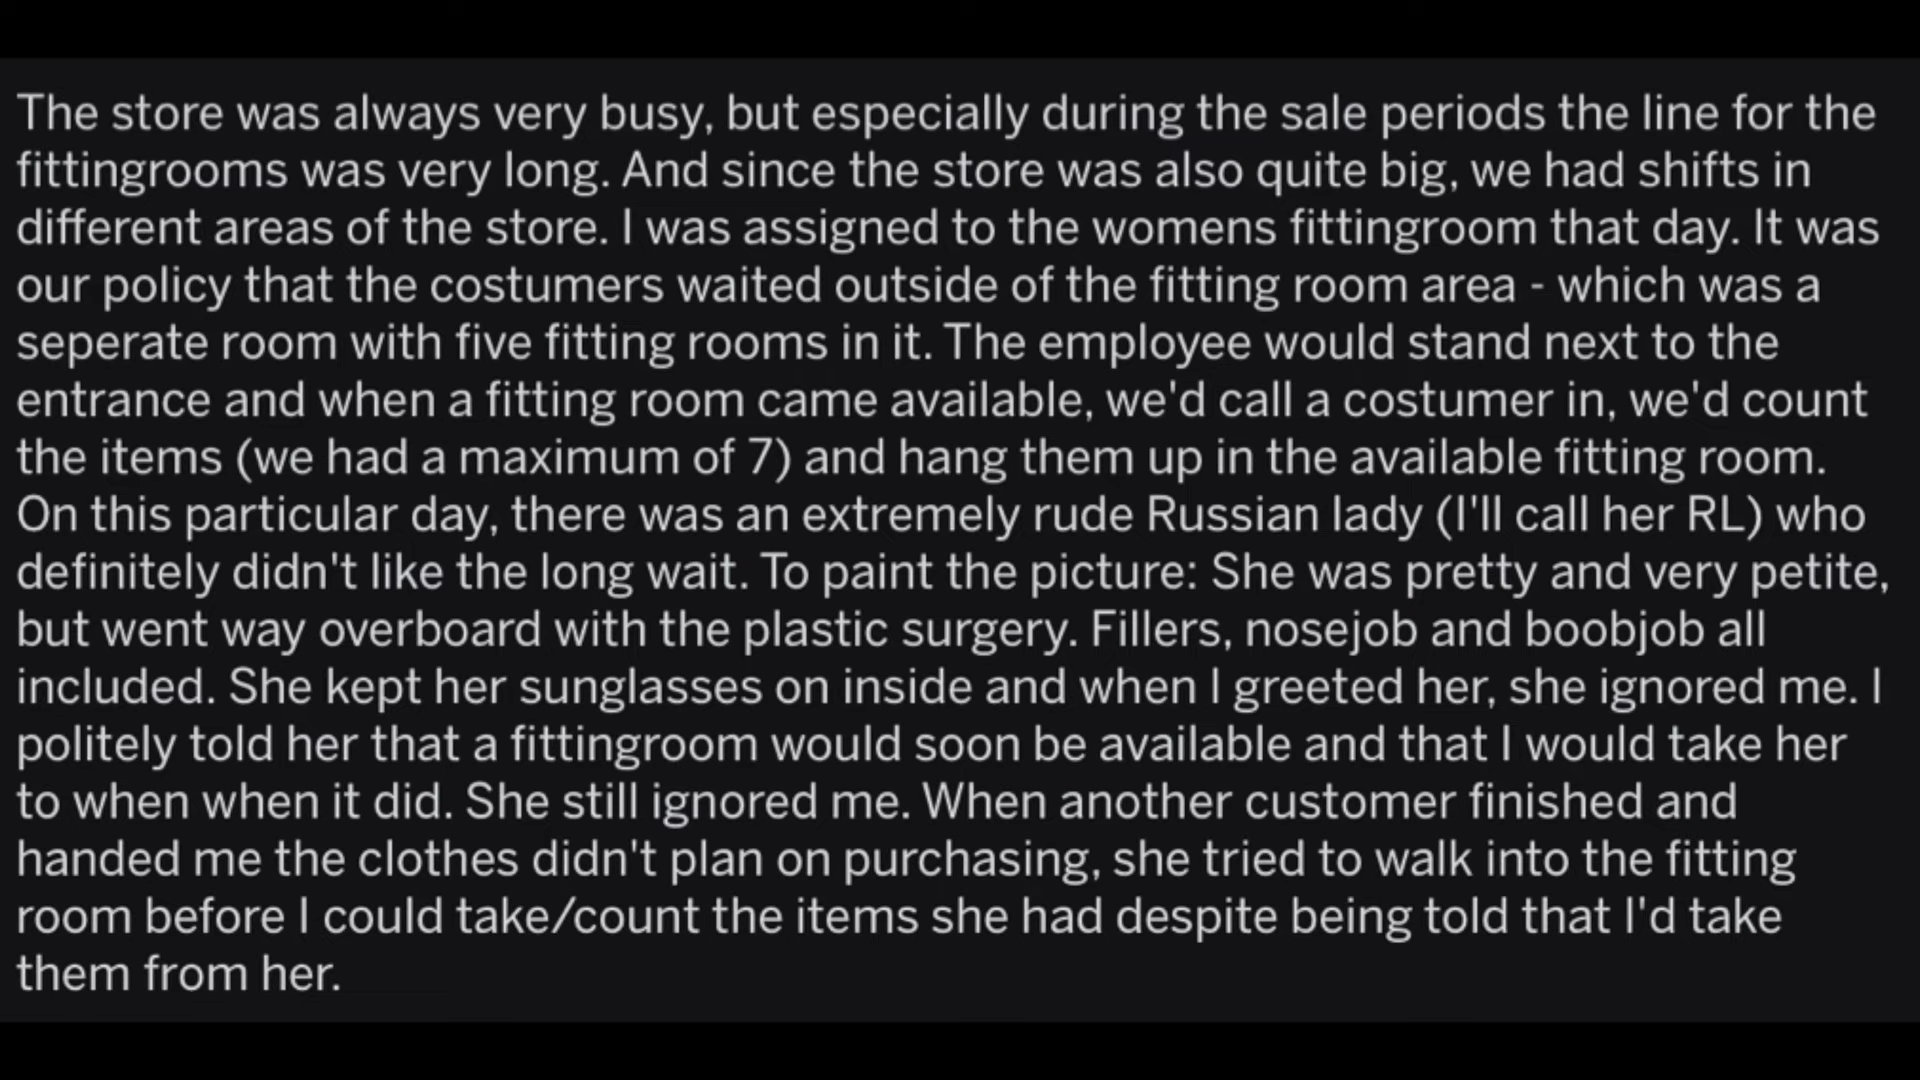 The store was always very busy, but especially during the sale periods the line for the
fittingrooms was very long. And since the store was also quite big, we had shifts in
different areas of the store. I was assigned to the womens fittingroom that day. It was
our policy that the costumers waited outside of the fitting room area - which was a
seperate room with five fitting rooms in it. The employee would stand next to the
entrance and when a fitting room came available, we'd call a costumer in, we'd count
the items (we had a maximum of 7) and hang them up in the available fitting room.
On this particular day, there was an extremely rude Russian lady (I'll call her RL) who
definitely didn't like the long wait. To paint the picture: She was pretty and very petite,
but went way overboard with the plastic surgery. Fillers, nosejob and boobjob all
included. She kept her sunglasses on inside and when I greeted her, she ignored me. I
politely told her that a fittingroom would soon be available and that I would take her
to when when it did. She still ignored me. When another customer finished and
handed me the clothes didn't plan on purchasing, she tried to walk into the fitting
room before I could take/count the items she had despite being told that I'd take
them from her.